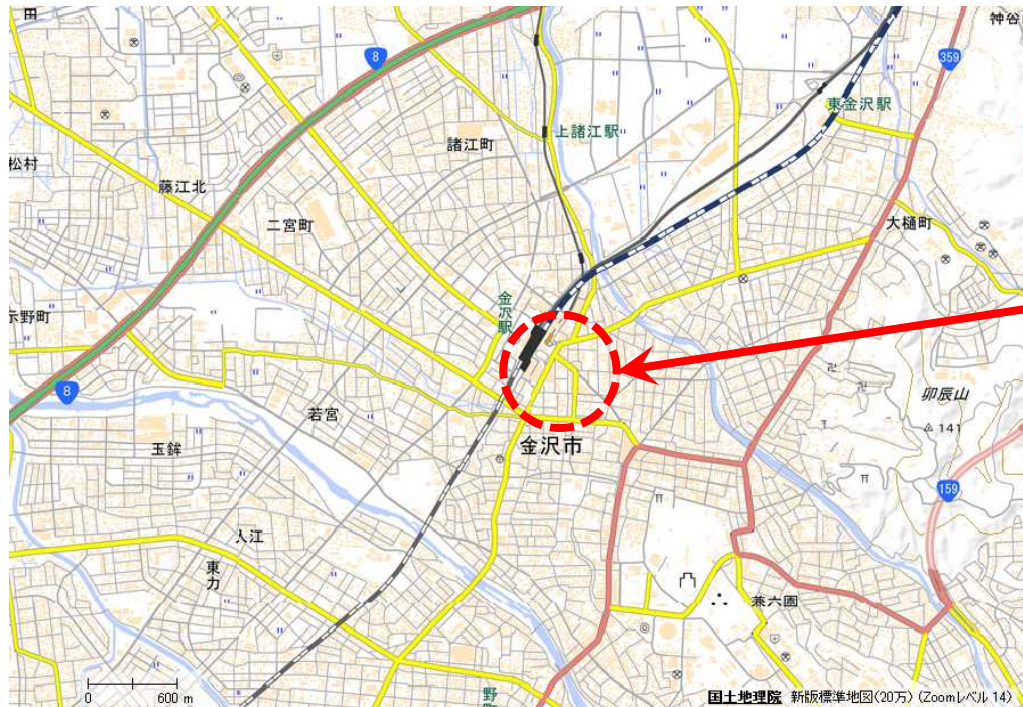 田
神谷
8
359
東金沢駅
上諸江駅
諸江町
松村
藤江北
二宮町
大樋町
金沢駅
示野町
8
若宮
卯辰山
141
玉鉾
金沢市
159
入江
東力
兼六園
0
600 m
野
国土地理院 新版標準地図(20万) (Zoomレベル 14)